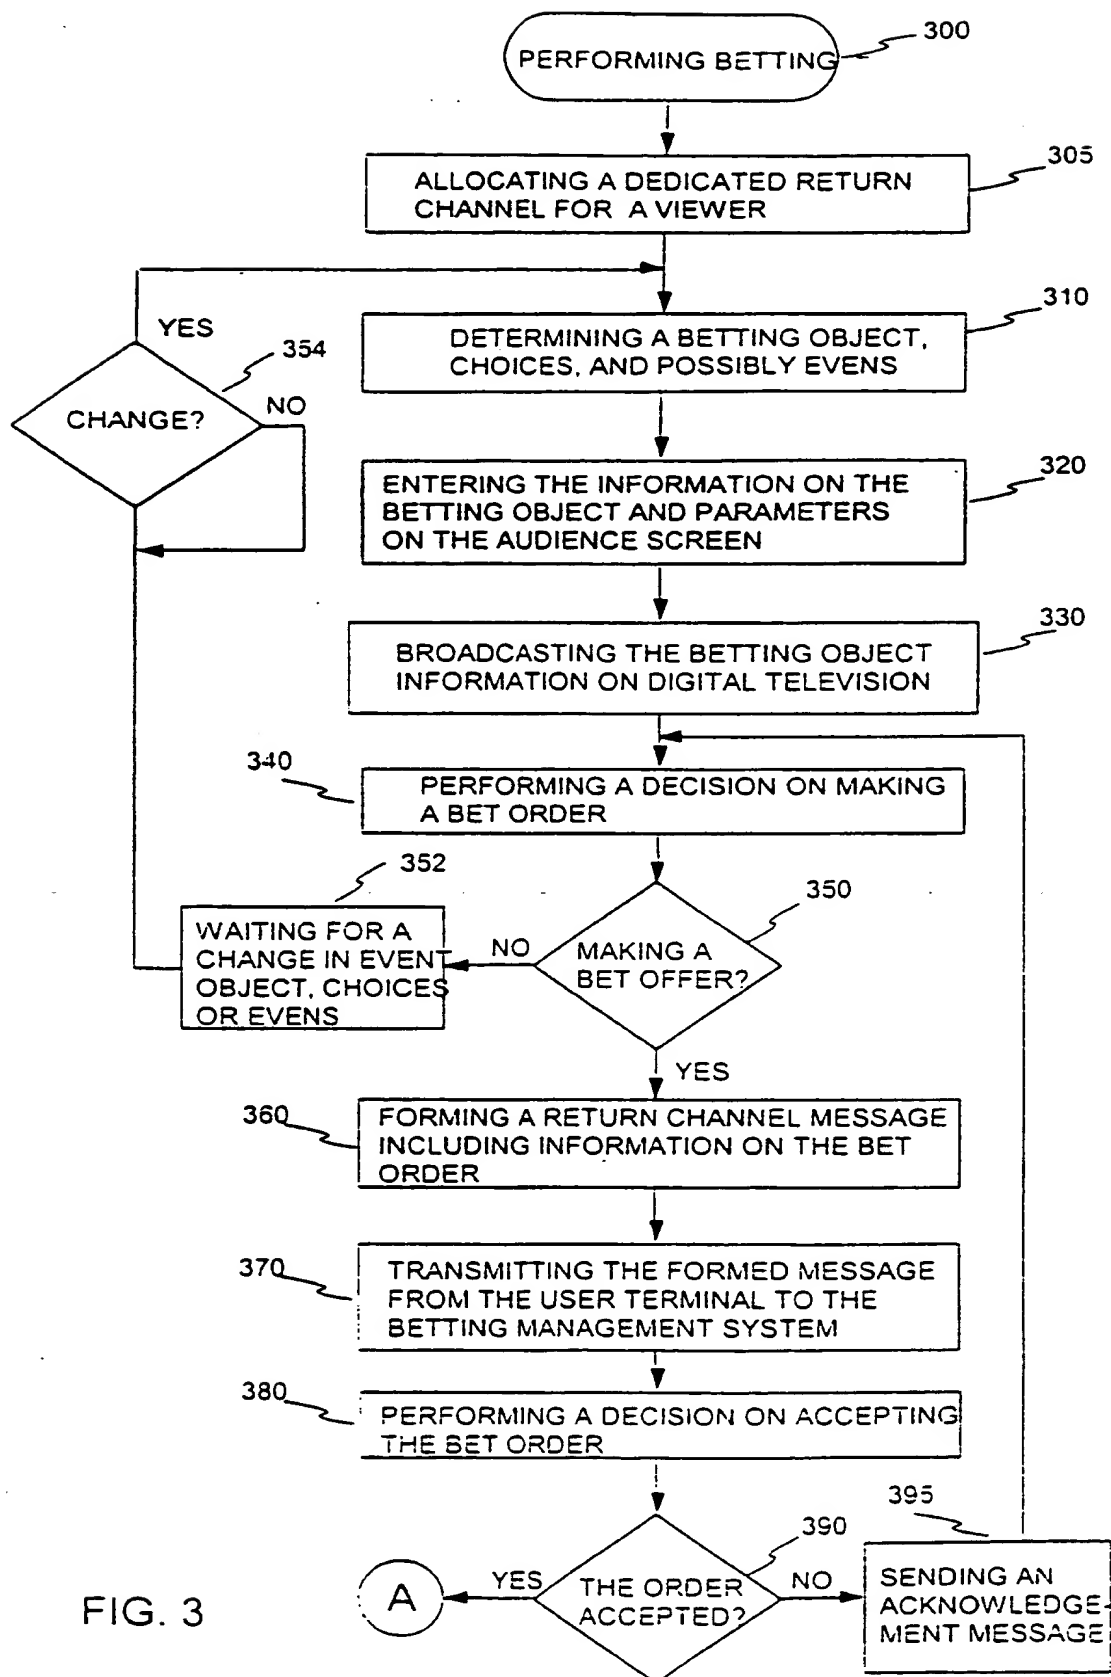 PERFORMING BETTING
300
305
ALLOCATING A DEDICATED RETURN
CHANNEL FOR A VIEWER
310
YES
354
DETERMINING A BETTING OBJECT,
CHOICES, AND POSSIBLY EVENS
CHANGE?
NO
320
ENTERING THE INFORMATION ON THE
BETTING OBJECT AND PARAMETERS
ON THE AUDIENCE SCREEN
330
BROADCASTING THE BETTING OBJECT
INFORMATION ON DIGITAL TELEVISION
340
PERFORMING A DECISION ON MAKING
A BET ORDER
352
350
WAITING FOR A
CHANGE IN EVENT
OBJECT, CHOICES
OR EVENS
NO
MAKING A
BET OFFER?
YES
360
FORMING A RETURN CHANNEL MESSAGE
INCLUDING INFORMATION ON THE BET
ORDER
370
TRANSMITTING THE FORMED MESSAGE
FROM THE USER TERMINAL TO THE
BETTING MANAGEMENT SYSTEM
380
PERFORMING A DECISION ON ACCEPTING
THE BET ORDER
395
390
A
YES
THE ORDER
ACCEPTED?
NO
SENDING AN
ACKNOWLEDGE-
MENT MESSAGE
FIG. 3